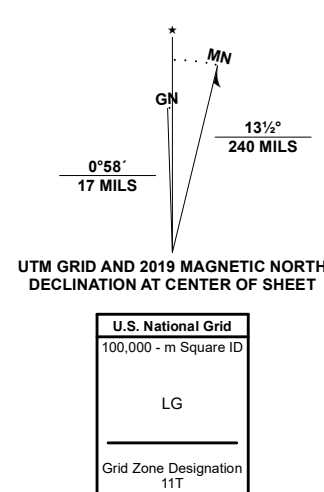 ★
MN
GN
13½°
240 MILS
0°58´
17 MILS
UTM GRID AND 2019 MAGNETIC NORTH
DECLINATION AT CENTER OF SHEET
U.S. National Grid
100,000 - m Square ID
LG
Grid Zone Designation
11T